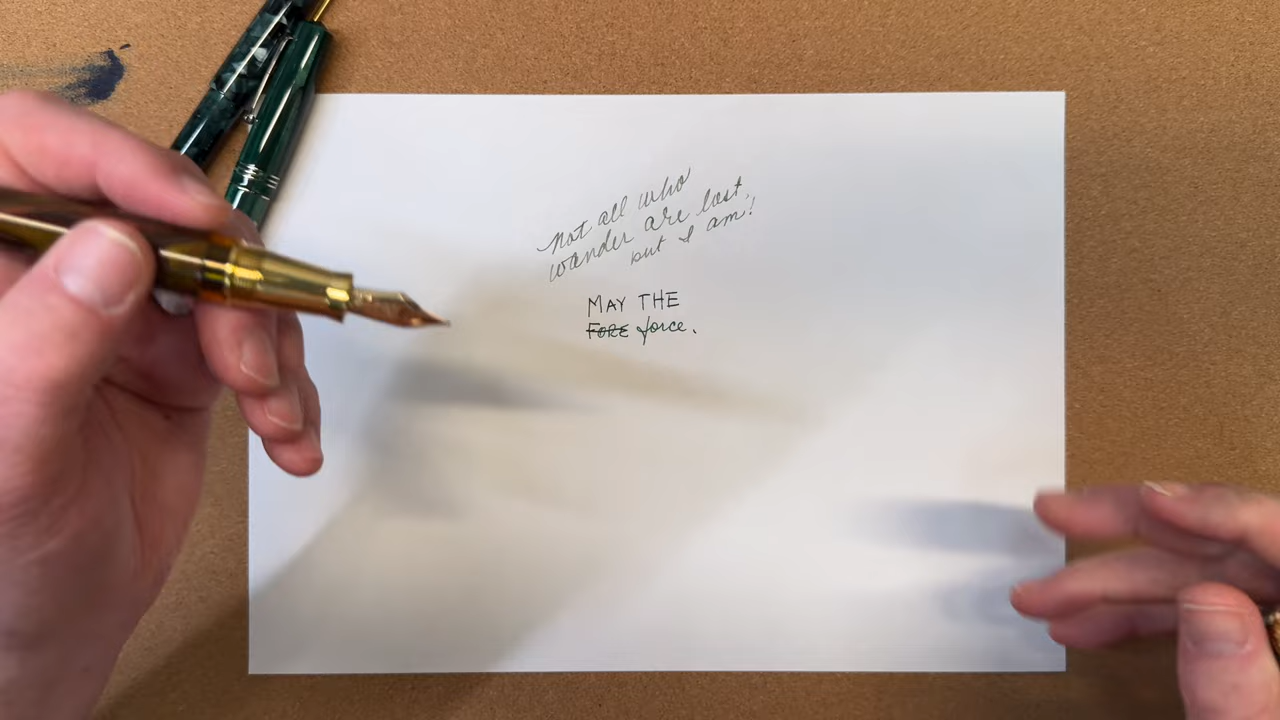 not all who
wander are lost,
but I am!
MAY THE
FORE force.